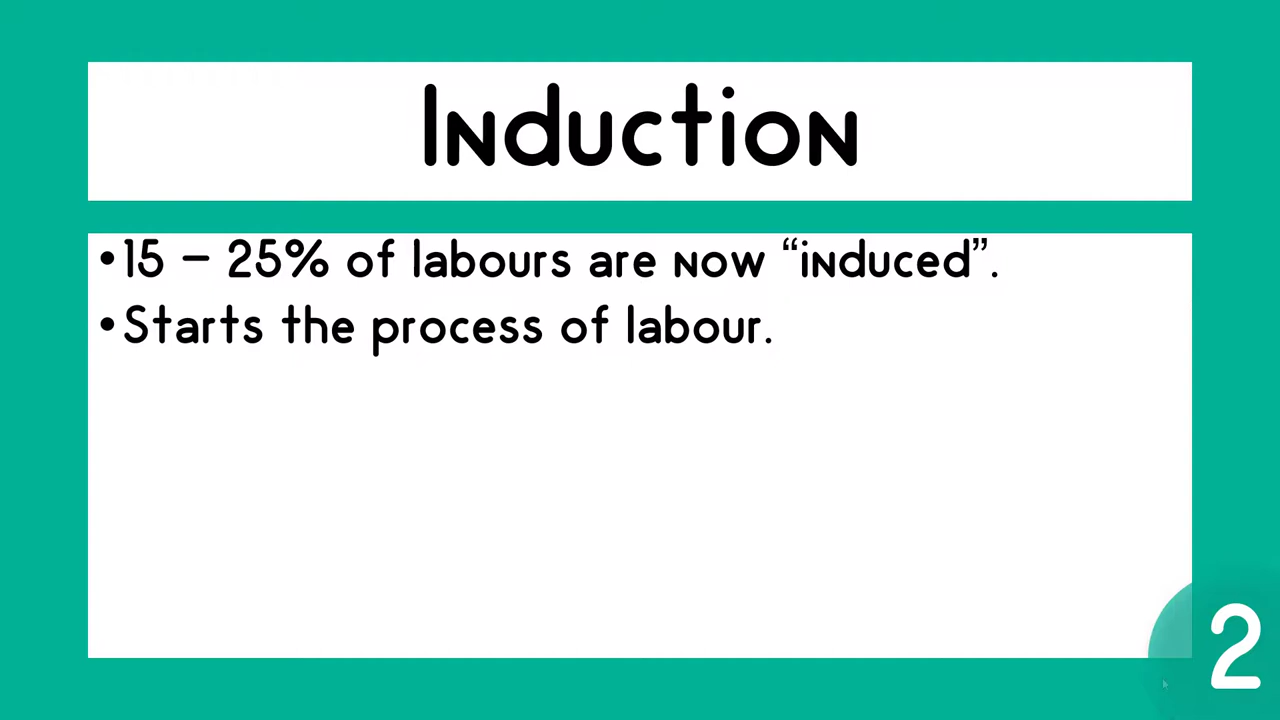 Induction
•15 – 25% of labours are now “induced”.
•Starts the process of labour.
2